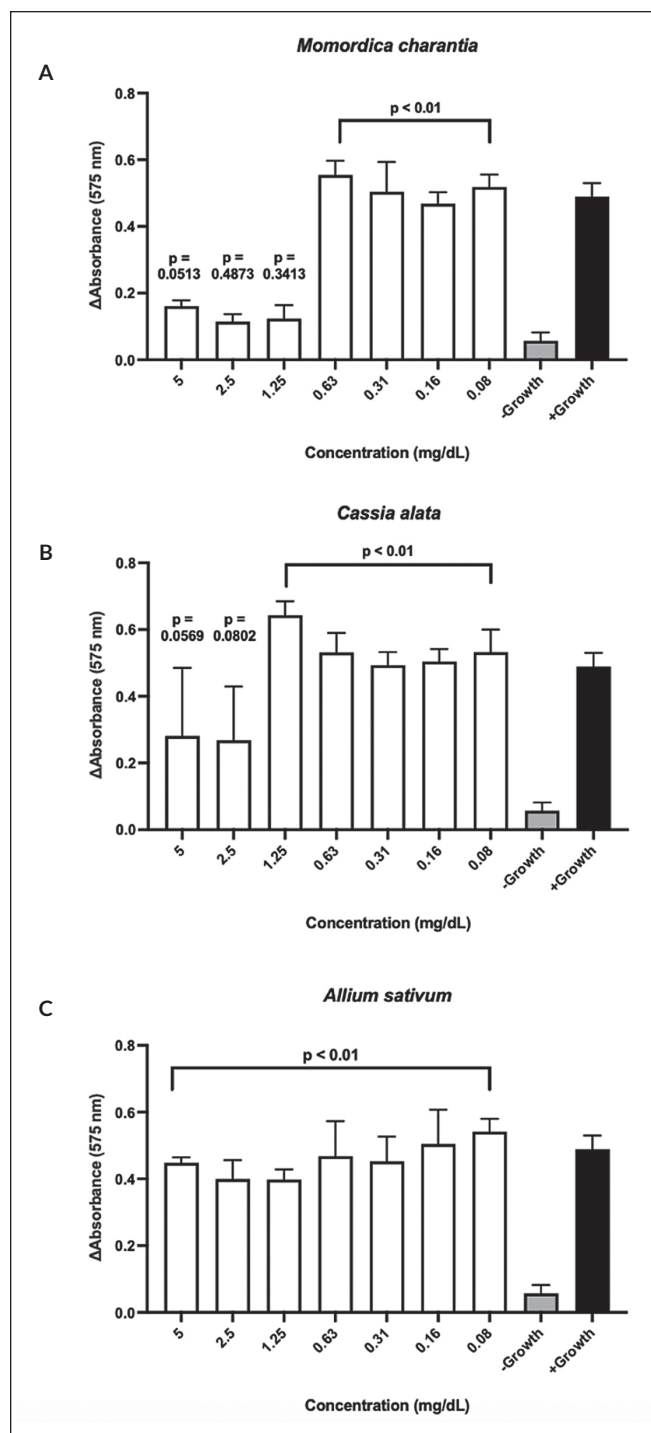 Momordica charantia
A
p < 0.01
p = 0.0513
p = 0.4873
p = 0.3413
ΔAbsorbance (575 nm)
0.8
0.6
0.4
0.2
0.0
5
2.5
1.25
0.63
0.31
0.16
0.08
-Growth
+Growth
Concentration (mg/dL)
Cassia alata
B
p < 0.01
p = 0.0569
p = 0.0802
ΔAbsorbance (575 nm)
0.8
0.6
0.4
0.2
0.0
5
2.5
1.25
0.63
0.31
0.16
0.08
-Growth
+Growth
Concentration (mg/dL)
Allium sativum
C
p < 0.01
ΔAbsorbance (575 nm)
0.8
0.6
0.4
0.2
0.0
5
2.5
1.25
0.63
0.31
0.16
0.08
-Growth
+Growth
Concentration (mg/dL)